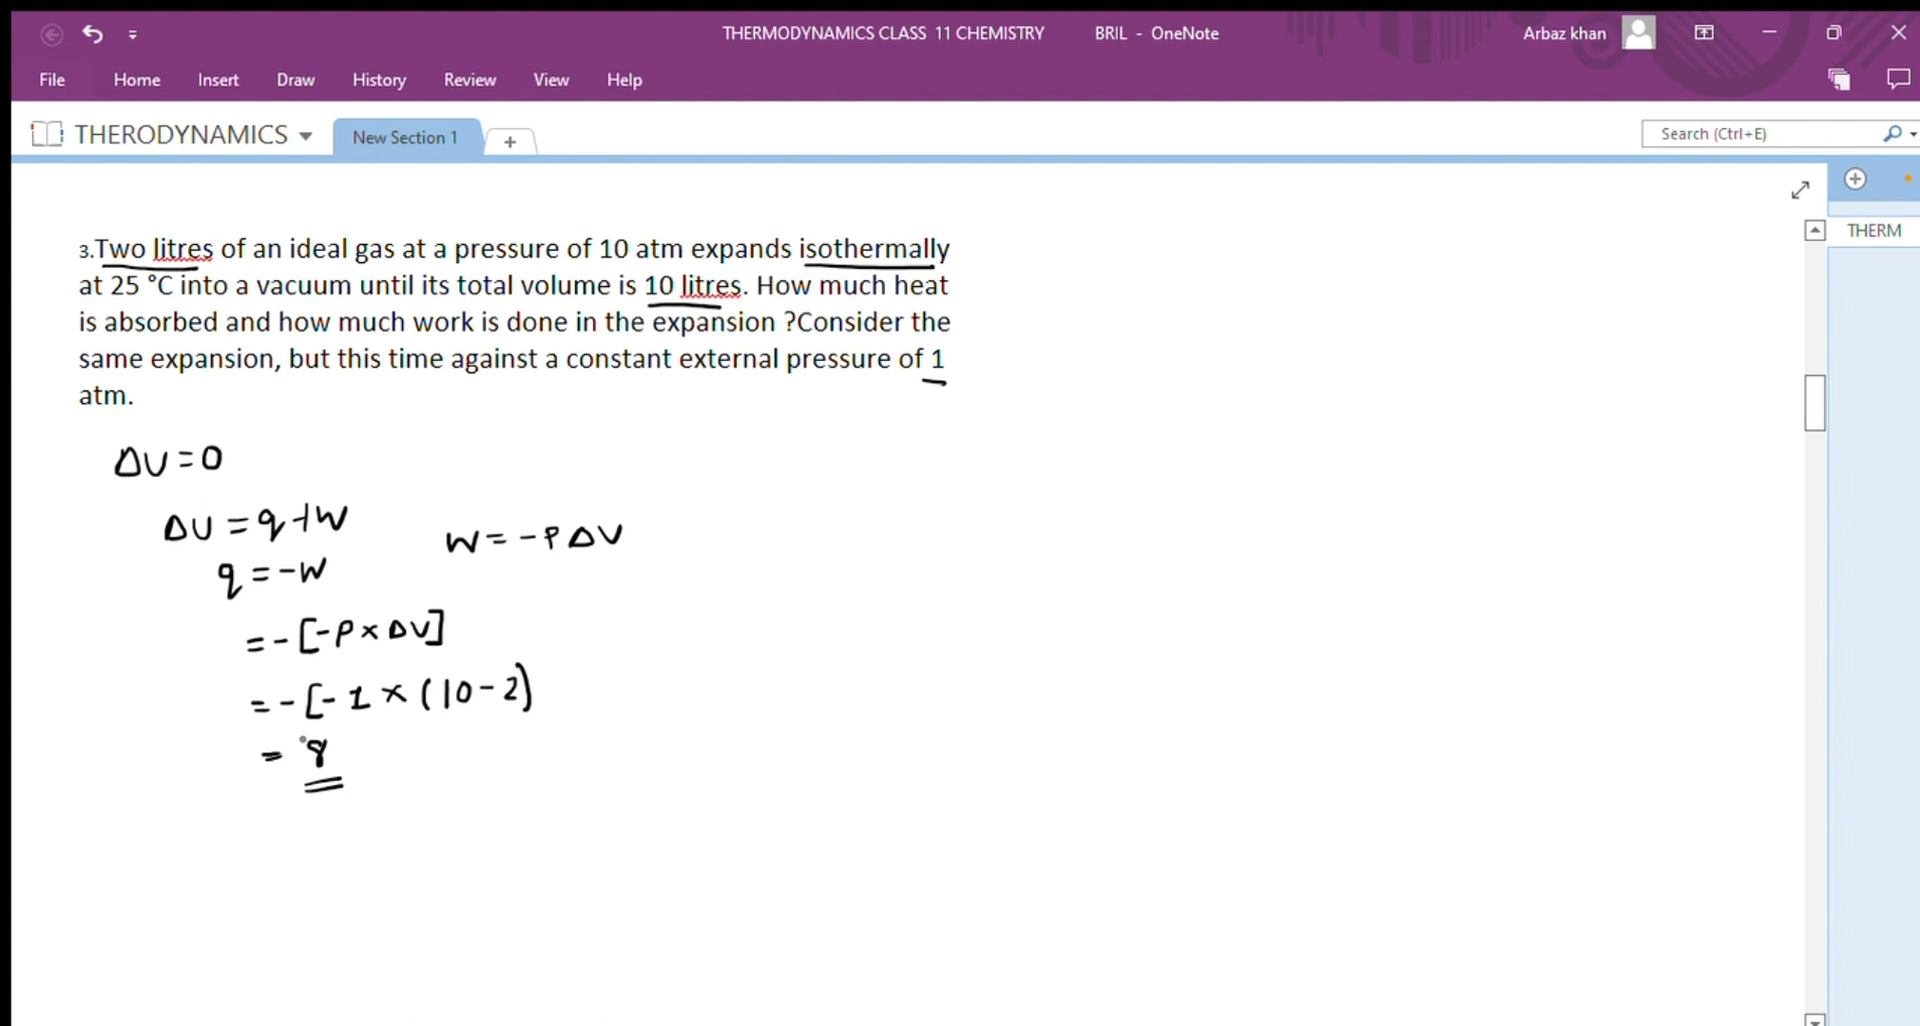 THERMODYNAMICS CLASS 11 CHEMISTRY BRIL - OneNote
Arbaz khan
File Home Insert Draw History Review View Help
THERODYNAMICS New Section 1 +
Search (Ctrl+E)
THERM
3.Two litres of an ideal gas at a pressure of 10 atm expands isothermally
at 25 °C into a vacuum until its total volume is 10 litres. How much heat
is absorbed and how much work is done in the expansion ?Consider the
same expansion, but this time against a constant external pressure of 1
atm.
ΔU = 0
ΔU = q + W
W = - P ΔV
q = - W
= - [- P × ΔV]
= - [- 1 × (10 - 2)
= 8